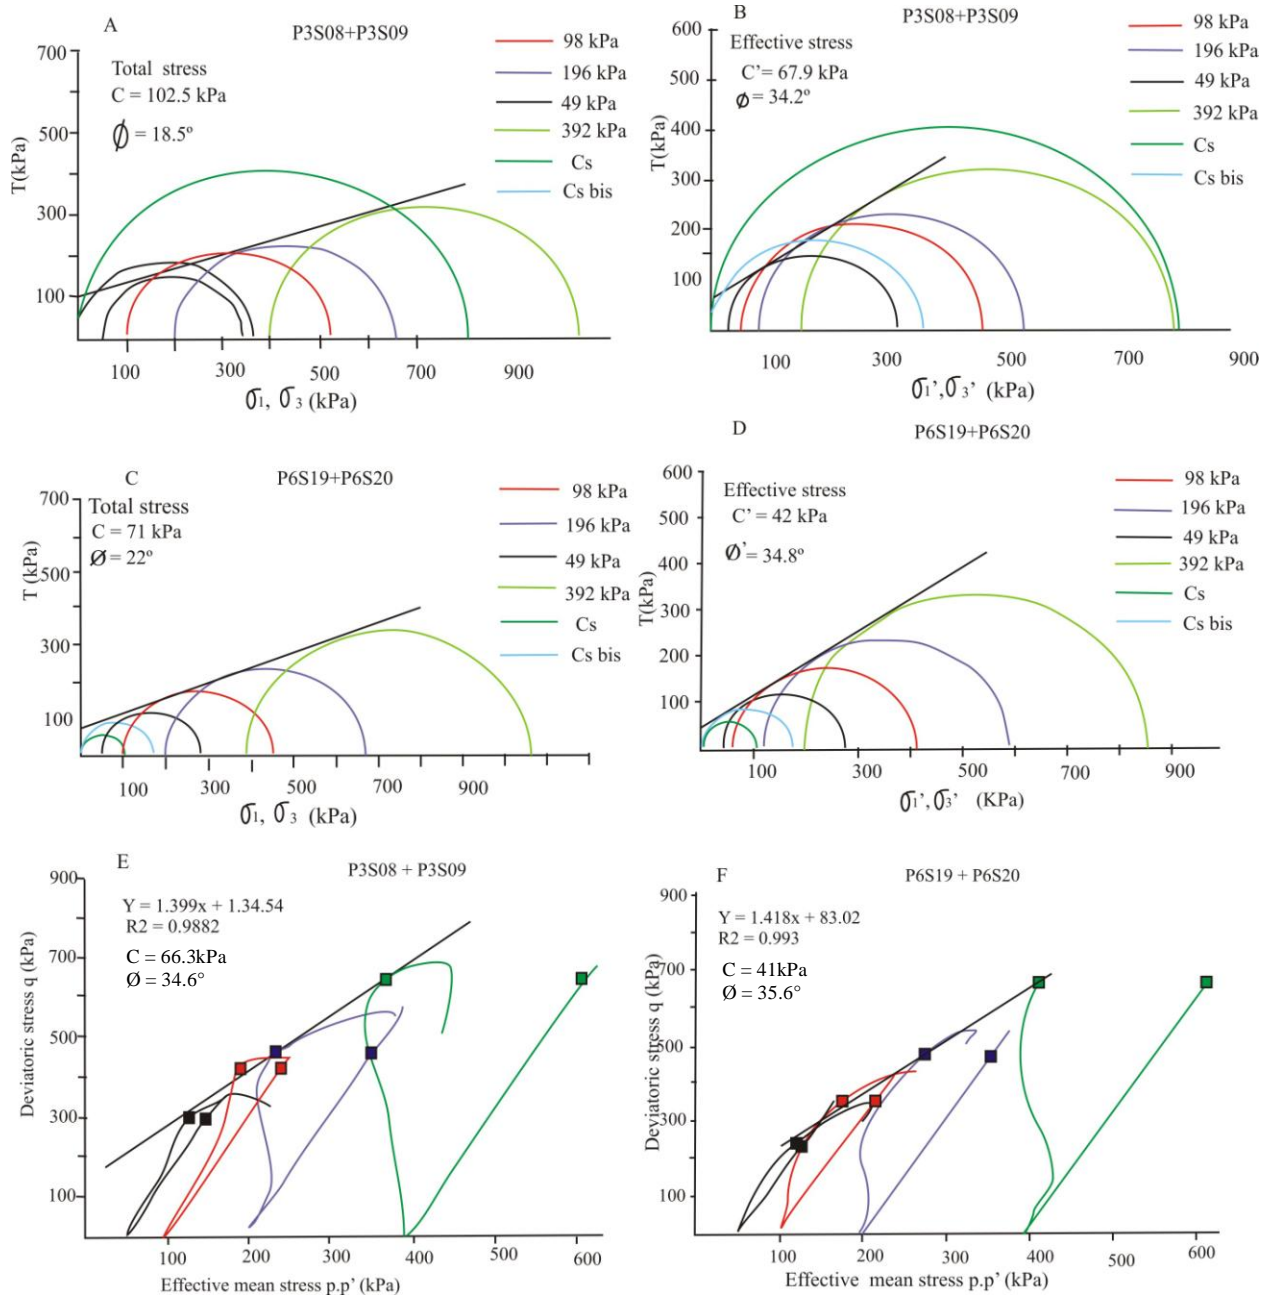 A
P3S08+P3S09
Total stress
C = 102.5 kPa
ϕ = 18.5º
98 kPa
196 kPa
49 kPa
392 kPa
Cs
Cs bis
T(kPa)
700
500
300
100
100 300 500 700 900
σ1, σ3 (kPa)
B
P3S08+P3S09
Effective stress
C'= 67.9 kPa
ϕ = 34.2º
98 kPa
196 kPa
49 kPa
392 kPa
Cs
Cs bis
T(kPa)
600
500
400
300
200
100
100 300 500 700 900
σ1',σ3' (kPa)
C
P6S19+P6S20
Total stress
C = 71 kPa
Ø = 22º
98 kPa
196 kPa
49 kPa
392 kPa
Cs
Cs bis
T (kPa)
700
500
300
100
100 300 500 700 900
σ1, σ3 (kPa)
D
P6S19+P6S20
Effective stress
C' = 42 kPa
Ø' = 34.8º
98 kPa
196 kPa
49 kPa
392 kPa
Cs
Cs bis
T(kPa)
600
500
400
300
200
100
100 300 500 700 900
σ1',σ3' (KPa)
E
P3S08 + P3S09
Y = 1.399x + 1.34.54
R2 = 0.9882
C = 66.3kPa
Ø = 34.6°
Deviatoric stress q (kPa)
900
700
500
300
100
100 200 300 400 500 600
Effective mean stress p.p' (kPa)
F
P6S19 + P6S20
Y = 1.418x + 83.02
R2 = 0.993
C = 41kPa
Ø = 35.6°
Deviatoric stress q (kPa)
900
700
500
300
100
100 200 300 400 500 600
Effective mean stress p.p' (kPa)